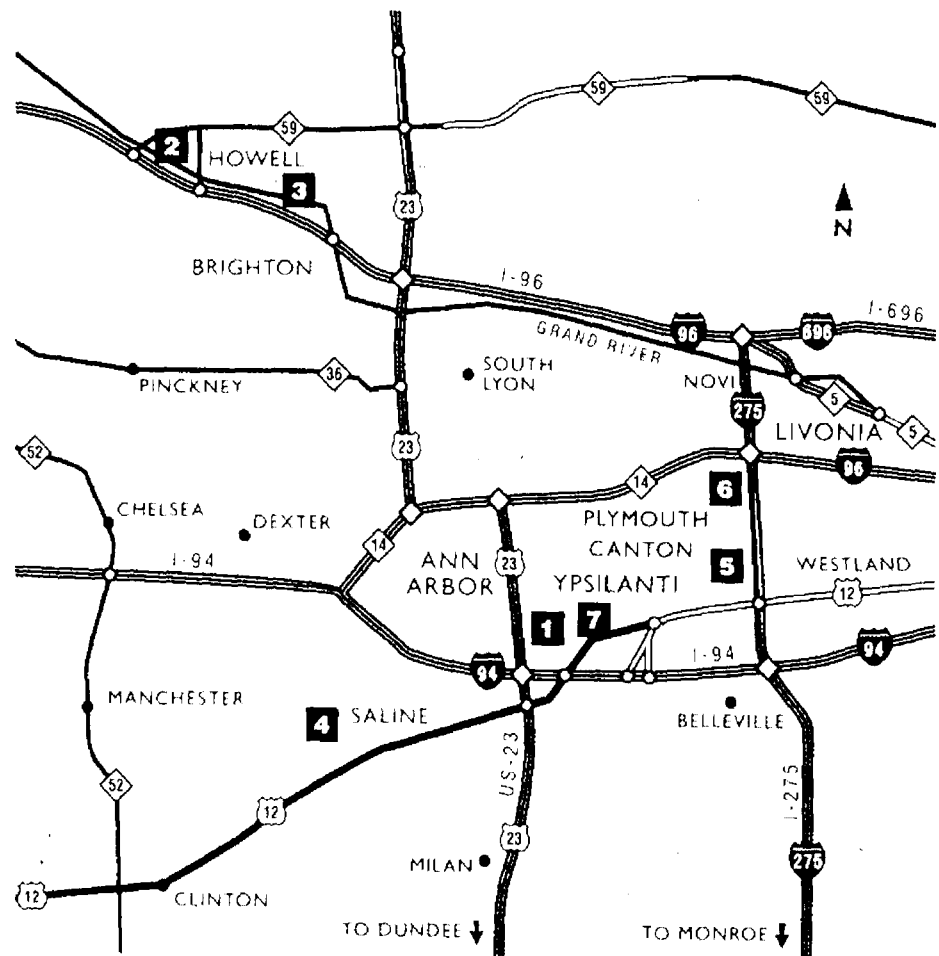 59
59
59
2
HOWELL
3
23
N
BRIGHTON
I-96
I-696
96
696
GRAND RIVER
36
PINCKNEY
SOUTH
LYON
NOVI
275
5
5
LIVONIA
52
23
96
14
6
CHELSEA
DEXTER
14
PLYMOUTH
CANTON
I-94
ANN
ARBOR
23
YPSILANTI
5
WESTLAND
12
1
7
94
I-94
94
MANCHESTER
4
SALINE
BELLEVILLE
US-23
I-275
52
12
23
MILAN
275
12
CLINTON
TO DUNDEE
TO MONROE